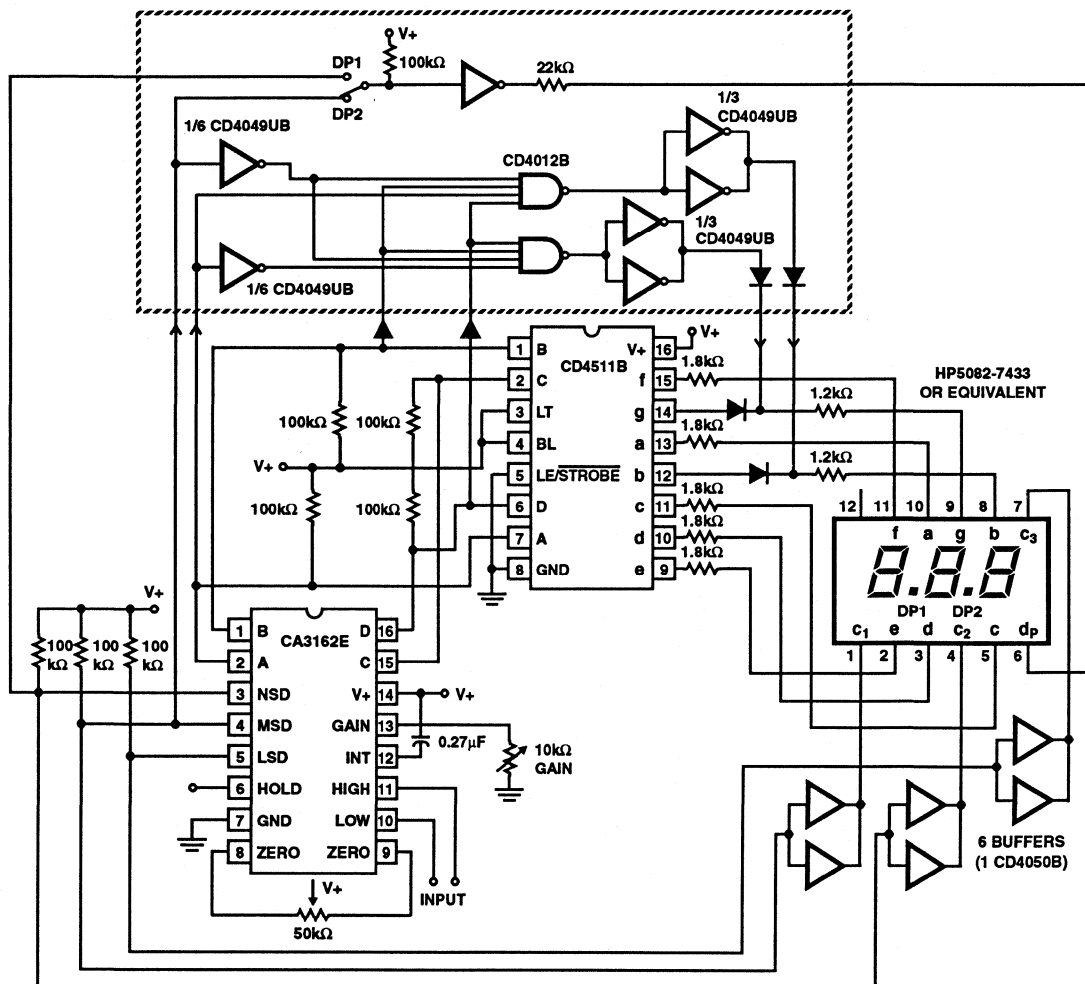 V+
DP1
100kΩ
DP2
22kΩ
1/3
CD4049UB
1/6 CD4049UB
CD4012B
1/3
CD4049UB
1/6 CD4049UB
CD4511B
1 B
2 C
3 LT
4 BL
5 LE/STROBE
6 D
7 A
8 GND
V+ 16
f 15
g 14
a 13
b 12
c 11
d 10
e 9
V+
1.8kΩ
1.8kΩ
1.8kΩ
1.8kΩ
1.8kΩ
1.2kΩ
1.2kΩ
100kΩ
100kΩ
V+
100kΩ
100kΩ
HP5082-7433
OR EQUIVALENT
12 11 10 9 8 7
f a g b c3
8.8.8
DP1 DP2
c1 e d c2 c dP
1 2 3 4 5 6
V+
100
kΩ
100
kΩ
100
kΩ
CA3162E
1 B
2 A
3 NSD
4 MSD
5 LSD
6 HOLD
7 GND
8 ZERO
D 16
C 15
V+ 14
GAIN 13
INT 12
HIGH 11
LOW 10
ZERO 9
V+
0.27µF
10kΩ
GAIN
V+
50kΩ
INPUT
6 BUFFERS
(1 CD4050B)